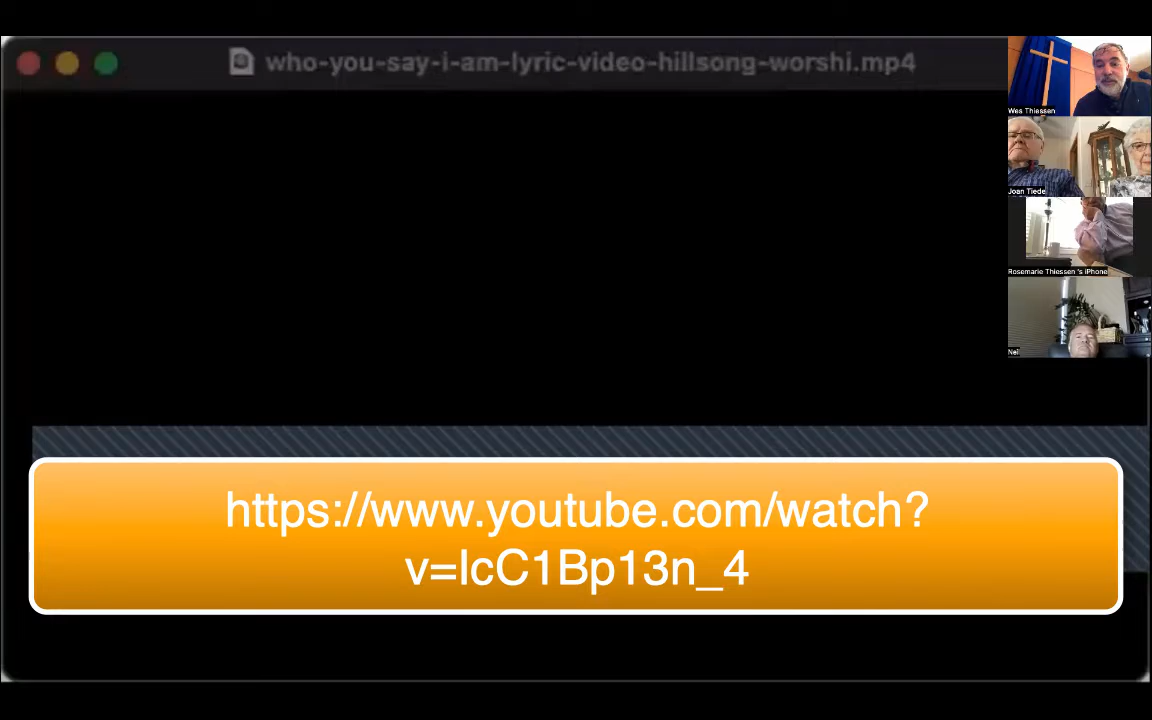 who-you-say-i-am-lyric-video-hillsong-worshi.mp4
Wes Thiessen
Joan Tiede
Rosemarie Thiessen 's iPhone
Neil
https://www.youtube.com/watch?
v=lcC1Bp13n_4